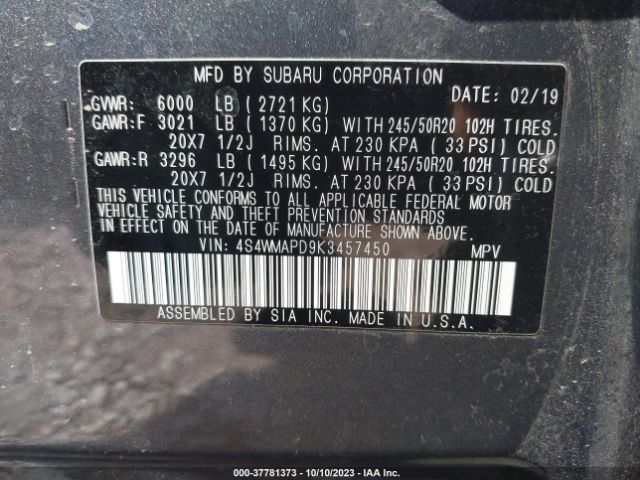 MFD BY SUBARU CORPORATION
DATE: 02/19
GVWR: 6000 LB (2721 KG)
GAWR:F 3021 LB (1370 KG) WITH 245/50R20 102H TIRES.
20X7 1/2J RIMS. AT 230 KPA ( 33 PSI) COLD
GAWR:R 3296 LB (1495 KG) WITH 245/50R20 102H TIRES.
20X7 1/2J RIMS. AT 230 KPA ( 33 PSI) COLD
THIS VEHICLE CONFORMS TO ALL APPLICABLE FEDERAL MOTOR
VEHICLE SAFETY AND THEFT PREVENTION STANDARDS
IN EFFECT ON THE DATE OF MANUFACTURE SHOWN ABOVE.
VIN: 4S4WMAPD9K3457450 MPV
ASSEMBLED BY SIA INC. MADE IN U.S.A.
000-37781373 - 10/10/2023 - IAA Inc.